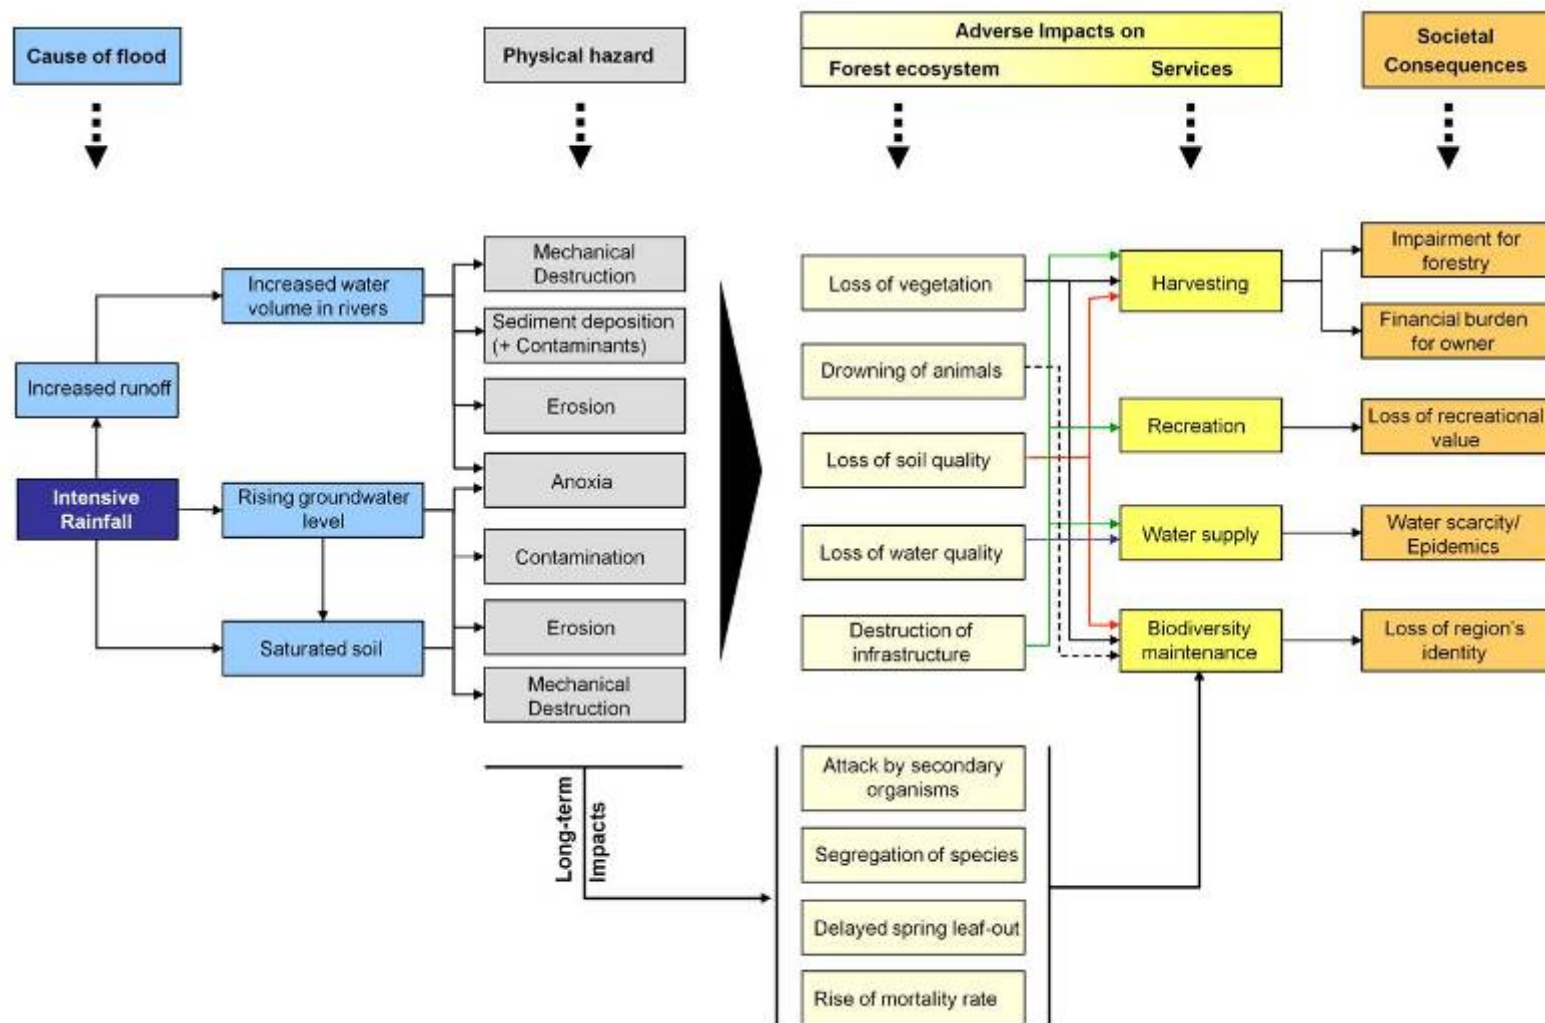 Cause of flood
Physical hazard
Adverse Impacts on
Forest ecosystem
Services
Societal
Consequences
Intensive
Rainfall
Increased runoff
Increased water
volume in rivers
Rising groundwater
level
Saturated soil
Mechanical
Destruction
Sediment deposition
(+ Contaminants)
Erosion
Anoxia
Contamination
Erosion
Mechanical
Destruction
Long-term
Impacts
Loss of vegetation
Drowning of animals
Loss of soil quality
Loss of water quality
Destruction of
infrastructure
Attack by secondary
organisms
Segregation of species
Delayed spring leaf-out
Rise of mortality rate
Harvesting
Recreation
Water supply
Biodiversity
maintenance
Impairment for
forestry
Financial burden
for owner
Loss of recreational
value
Water scarcity/
Epidemics
Loss of region's
identity